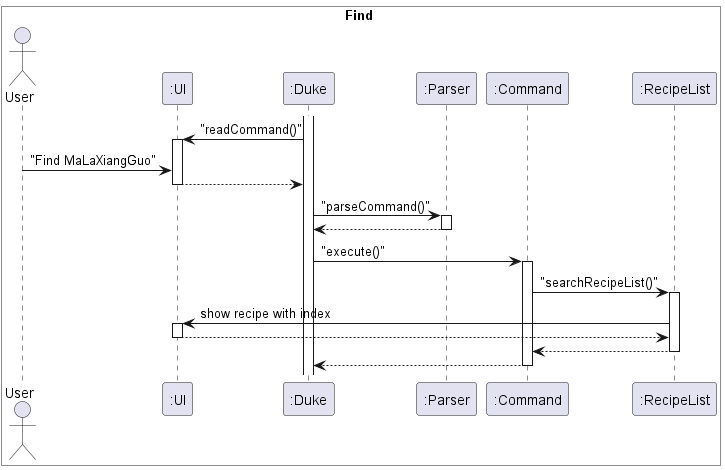 Find
User
:UI
:Duke
:Parser
:Command
:RecipeList
"readCommand()"
"Find MaLaXiangGuo"
"parseCommand()"
"execute()"
"searchRecipeList()"
show recipe with index
User
:UI
:Duke
:Parser
:Command
:RecipeList